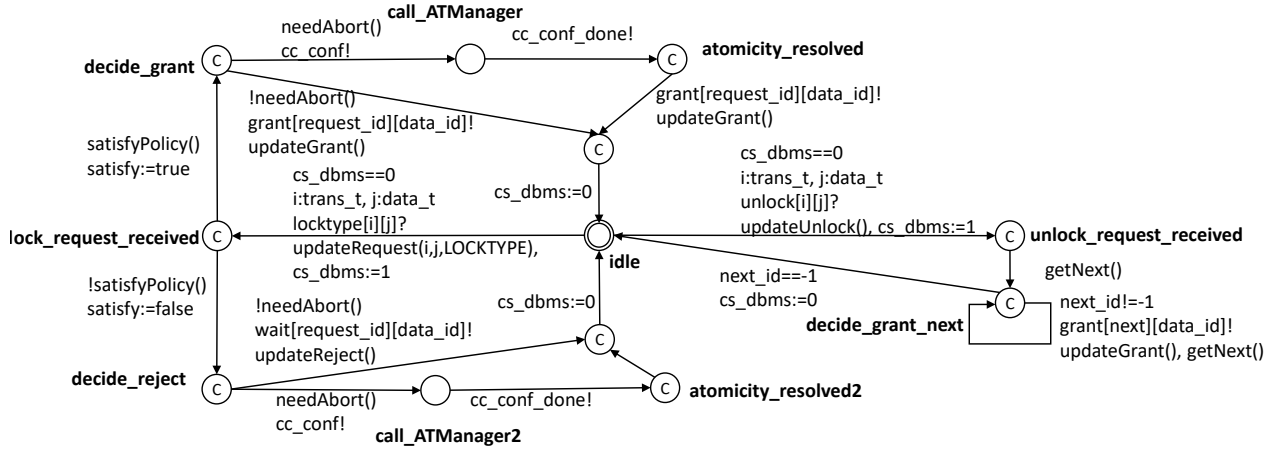 call_ATManager
needAbort()
cc_conf!
cc_conf_done!
atomicity_resolved
C
C
decide_grant
!needAbort()
grant[request_id][data_id]!
updateGrant()
grant[request_id][data_id]!
updateGrant()
satisfyPolicy()
satisfy:=true
C
cs_dbms:=0
cs_dbms==0
i:trans_t, j:data_t
locktype[i][j]?
updateRequest(i,j,LOCKTYPE),
cs_dbms:=1
cs_dbms==0
i:trans_t, j:data_t
unlock[i][j]?
updateUnlock(), cs_dbms:=1
lock_request_received
C
idle
C
unlock_request_received
!satisfyPolicy()
satisfy:=false
getNext()
next_id==-1
cs_dbms:=0
C
decide_grant_next
next_id!=-1
grant[next][data_id]!
updateGrant(), getNext()
!needAbort()
wait[request_id][data_id]!
updateReject()
cs_dbms:=0
C
decide_reject
C
needAbort()
cc_conf!
cc_conf_done!
C
atomicity_resolved2
call_ATManager2